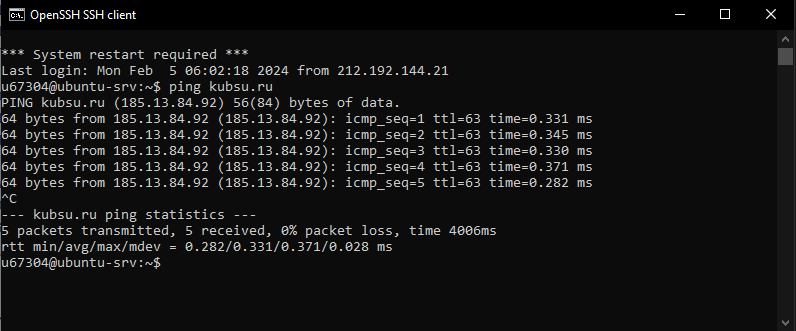 OpenSSH SSH client
*** System restart required ***
Last login: Mon Feb  5 06:02:18 2024 from 212.192.144.21
u67304@ubuntu-srv:~$ ping kubsu.ru
PING kubsu.ru (185.13.84.92) 56(84) bytes of data.
64 bytes from 185.13.84.92 (185.13.84.92): icmp_seq=1 ttl=63 time=0.331 ms
64 bytes from 185.13.84.92 (185.13.84.92): icmp_seq=2 ttl=63 time=0.345 ms
64 bytes from 185.13.84.92 (185.13.84.92): icmp_seq=3 ttl=63 time=0.330 ms
64 bytes from 185.13.84.92 (185.13.84.92): icmp_seq=4 ttl=63 time=0.371 ms
64 bytes from 185.13.84.92 (185.13.84.92): icmp_seq=5 ttl=63 time=0.282 ms
^C
--- kubsu.ru ping statistics ---
5 packets transmitted, 5 received, 0% packet loss, time 4006ms
rtt min/avg/max/mdev = 0.282/0.331/0.371/0.028 ms
u67304@ubuntu-srv:~$